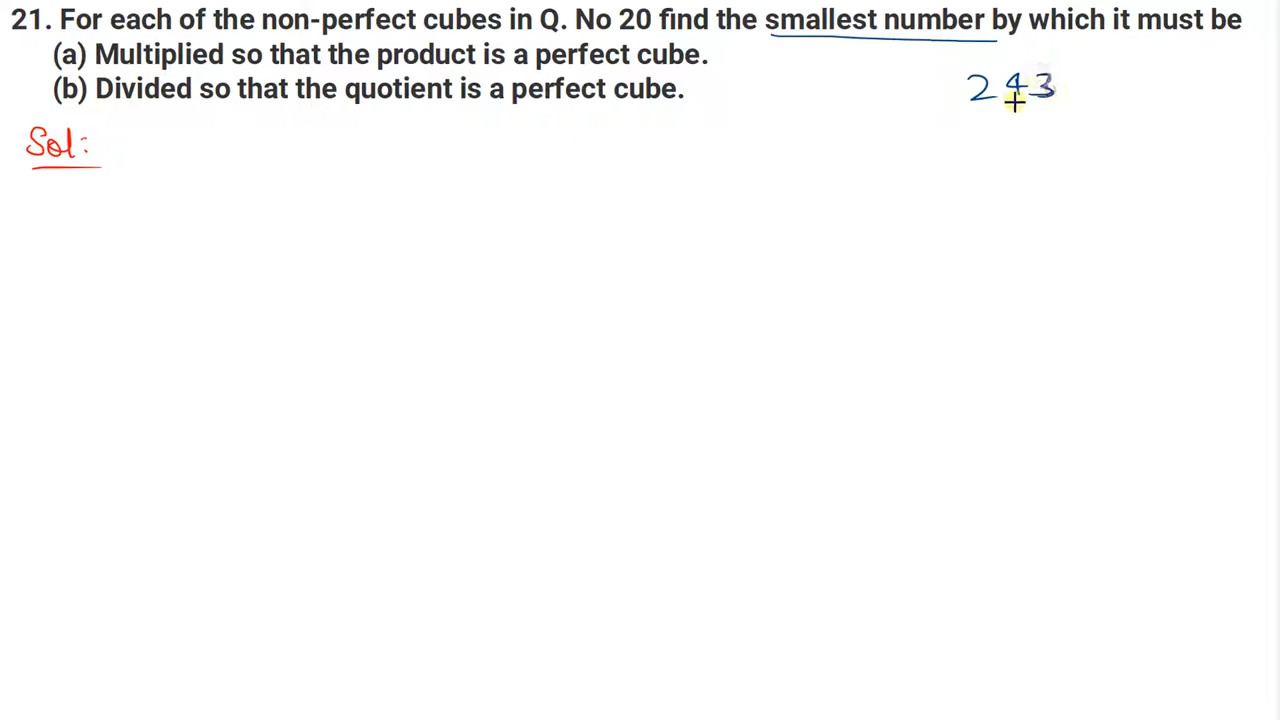 21. For each of the non-perfect cubes in Q. No 20 find the smallest number by which it must be
(a) Multiplied so that the product is a perfect cube.
(b) Divided so that the quotient is a perfect cube.
243
Sol: